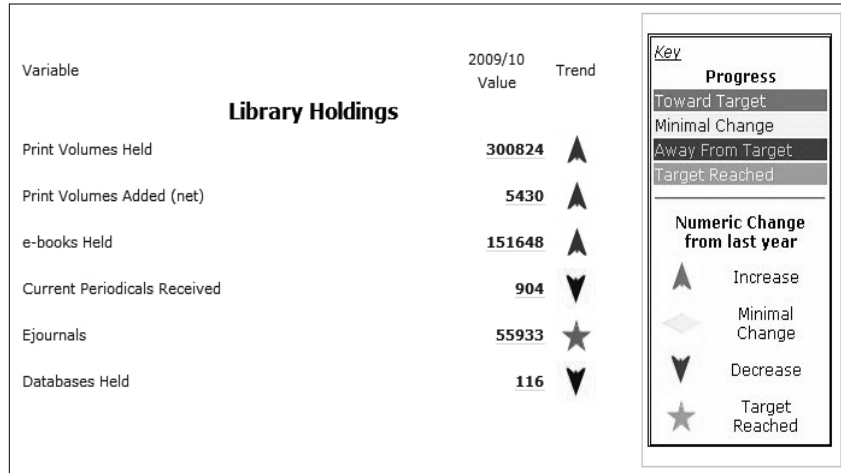 Variable
2009/10
Value
Trend
Library Holdings
Print Volumes Held 300824
Print Volumes Added (net) 5430
e-books Held 151648
Current Periodicals Received 904
Ejournals 55933
Databases Held 116
Key
Progress
Toward Target
Minimal Change
Away From Target
Target Reached
Numeric Change
from last year
Increase
Minimal
Change
Decrease
Target
Reached